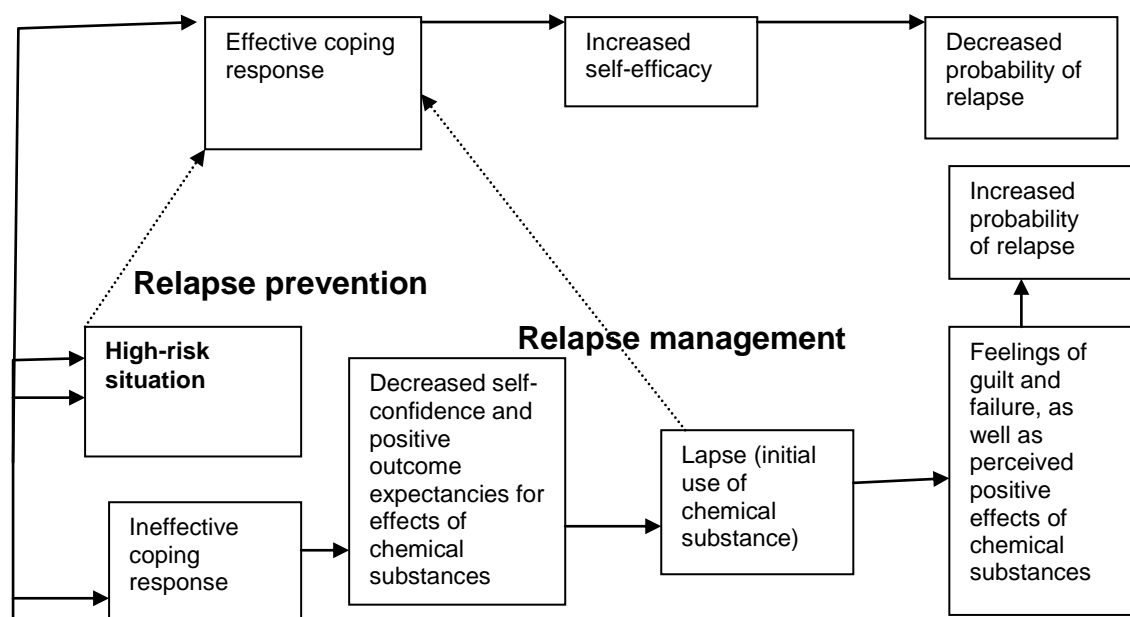 Effective coping
response
Increased
self-efficacy
Decreased
probability of
relapse
Increased
probability
of relapse
Relapse prevention
High-risk
situation
Relapse management
Decreased self-
confidence and
positive
outcome
expectancies for
effects of
chemical
substances
Lapse (initial
use of
chemical
substance)
Feelings of
guilt and
failure, as
well as
perceived
positive
effects of
chemical
substances
Ineffective
coping
response